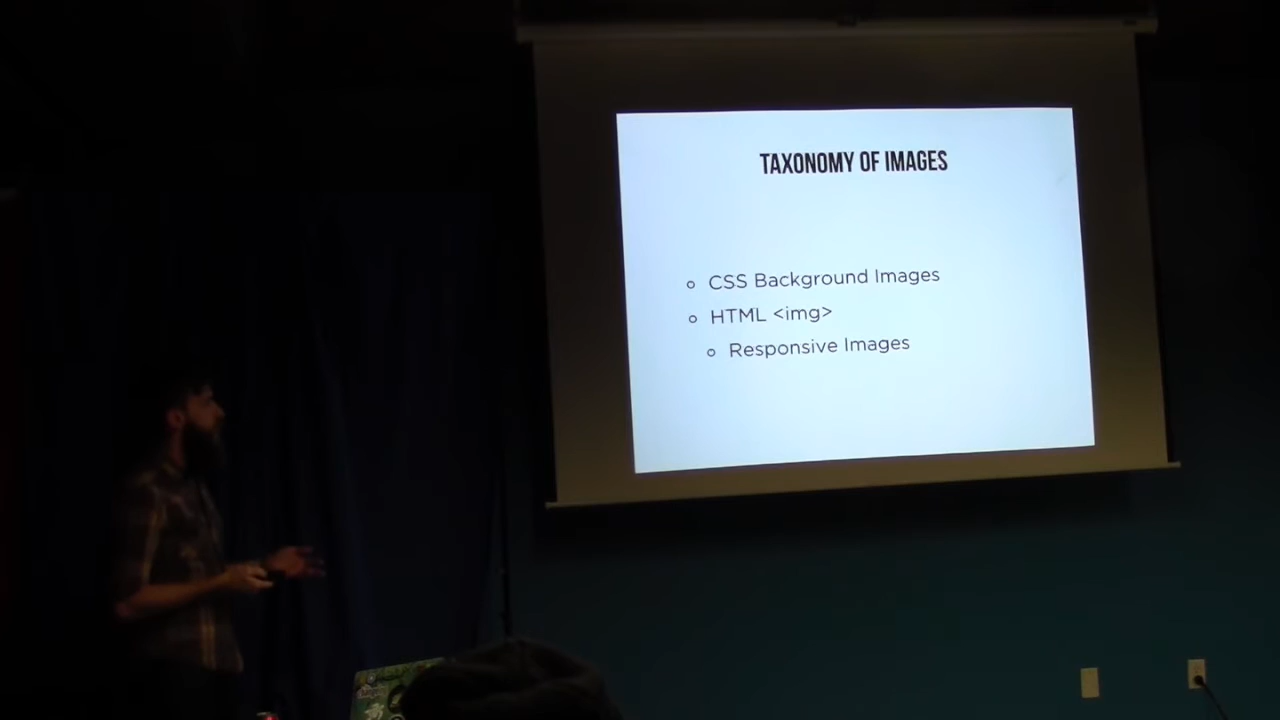 TAXONOMY OF IMAGES
CSS Background Images
HTML <img>
Responsive Images